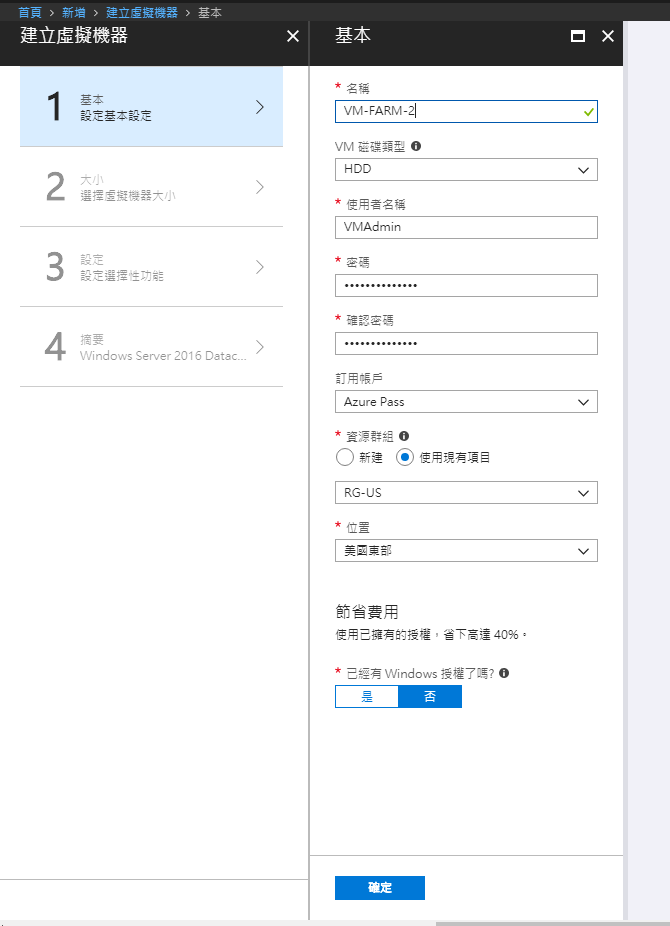 首頁 > 新增 > 建立虛擬機器 > 基本
建立虛擬機器
1
基本
設定基本設定
2
大小
選擇虛擬機器大小
3
設定
設定選擇性功能
4
摘要
Windows Server 2016 Datac...
基本
* 名稱
VM-FARM-2
VM 磁碟類型
HDD
* 使用者名稱
VMAdmin
* 密碼
••••••••••••••
* 確認密碼
••••••••••••••
訂用帳戶
Azure Pass
* 資源群組
新建 使用現有項目
RG-US
* 位置
美國東部
節省費用
使用已擁有的授權，省下高達 40%。
* 已經有 Windows 授權了嗎?
是 否
確定